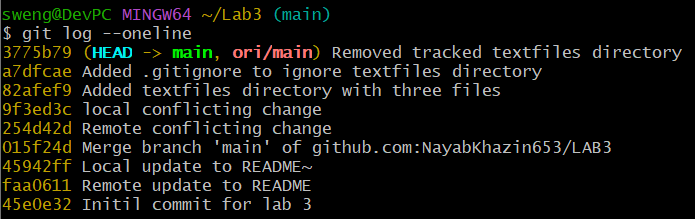 sweng@DevPC MINGW64 ~/Lab3 (main)
$ git log --oneline
3775b79 (HEAD -> main, ori/main) Removed tracked textfiles directory
a7dfcae Added .gitignore to ignore textfiles directory
82afef9 Added textfiles directory with three files
9f3ed3c local conflicting change
254d42d Remote conflicting change
015f24d Merge branch 'main' of github.com:NayabKhazin653/LAB3
45942ff Local update to README~
faa0611 Remote update to README
45e0e32 Initil commit for lab 3